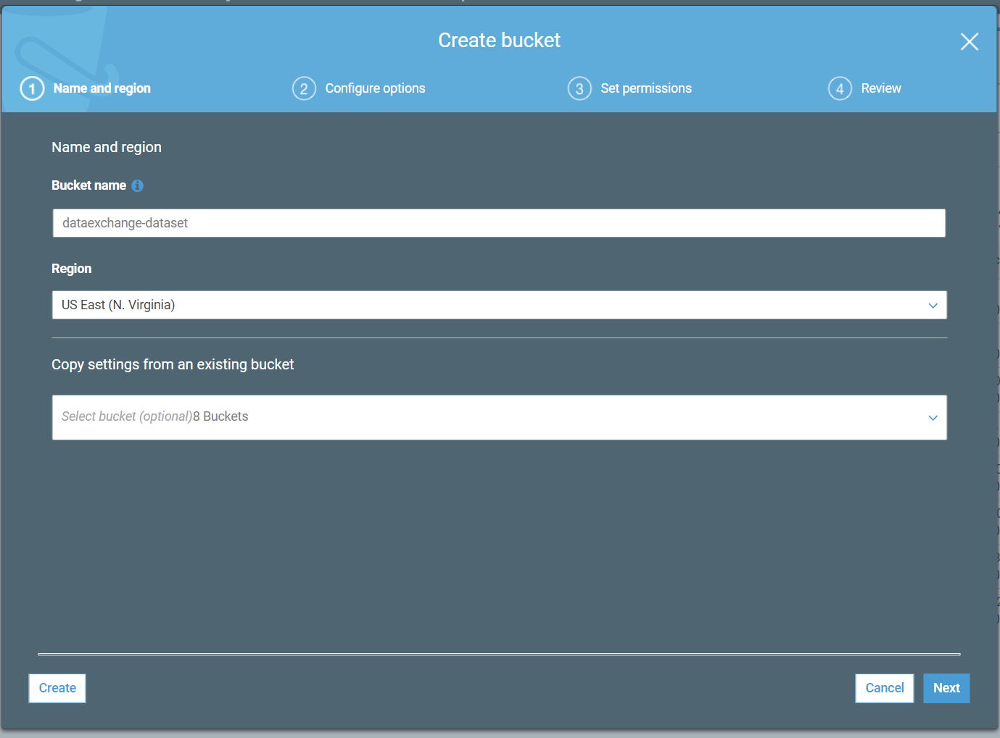 Create bucket
1 Name and region
2 Configure options
3 Set permissions
4 Review
Name and region
Bucket name
dataexchange-dataset
Region
US East (N. Virginia)
Copy settings from an existing bucket
Select bucket (optional)8 Buckets
Create
Cancel
Next